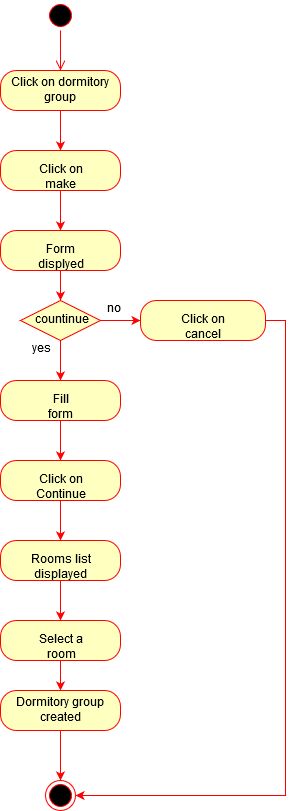 Click on dormitory
group
Click on
make
Form
displyed
countinue
no
Click on
cancel
yes
Fill
form
Click on
Continue
Rooms list
displayed
Select a
room
Dormitory group
created